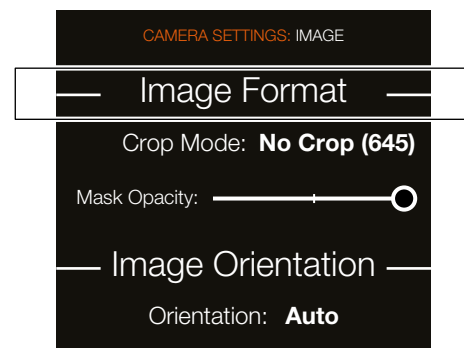 CAMERA SETTINGS: IMAGE
Image Format
Crop Mode: No Crop (645)
Mask Opacity:
Image Orientation
Orientation: Auto